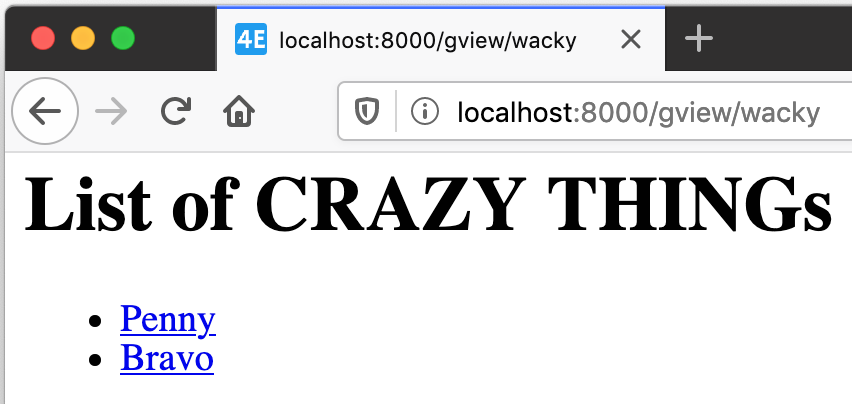 4E localhost:8000/gview/wacky
localhost:8000/gview/wacky
List of CRAZY THINGs
Penny
Bravo